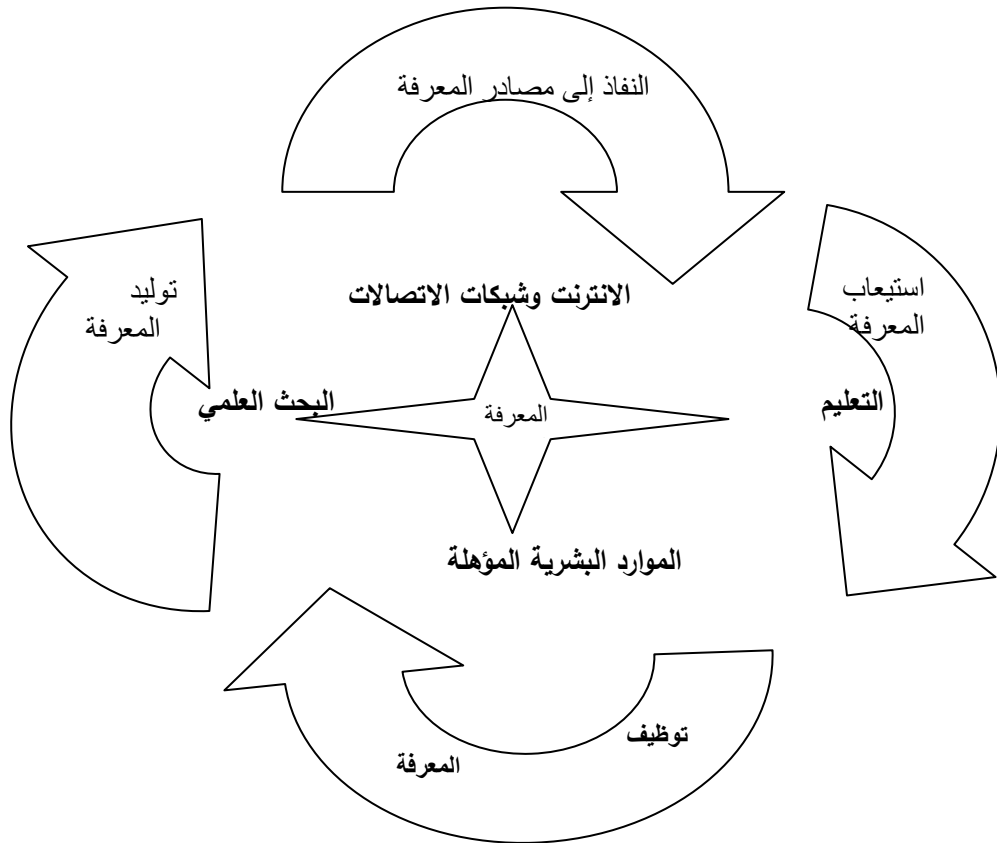 النفاذ إلى مصادر المعرفة
استيعاب
المعرفة
توليد
المعرفة
الانترنت وشبكات الاتصالات
التعليم
المعرفة
البحث العلمي
الموارد البشرية المؤهلة
توظيف
المعرفة